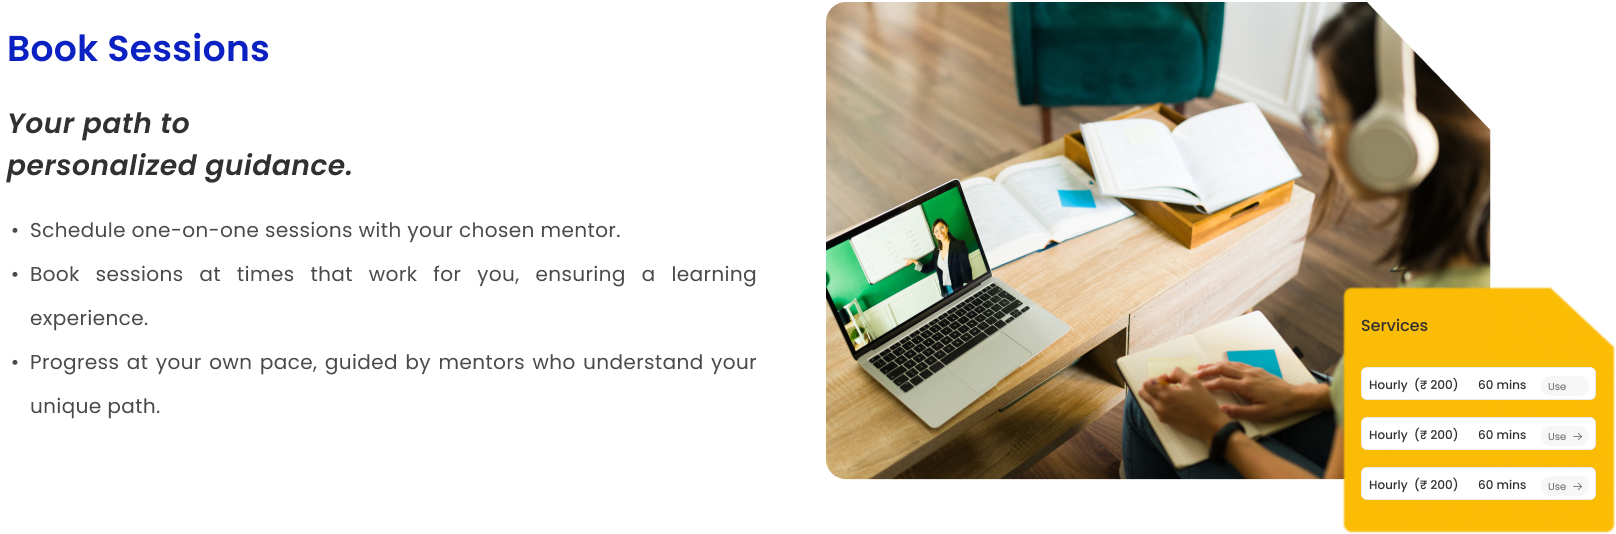 Book Sessions
Your path to
personalized guidance.
• Schedule one-on-one sessions with your chosen mentor.
• Book sessions at times that work for you, ensuring a learning
experience.
• Progress at your own pace, guided by mentors who understand your
unique path.
Services
Hourly (₹ 200) 60 mins Use
Hourly (₹ 200) 60 mins Use →
Hourly (₹ 200) 60 mins Use →